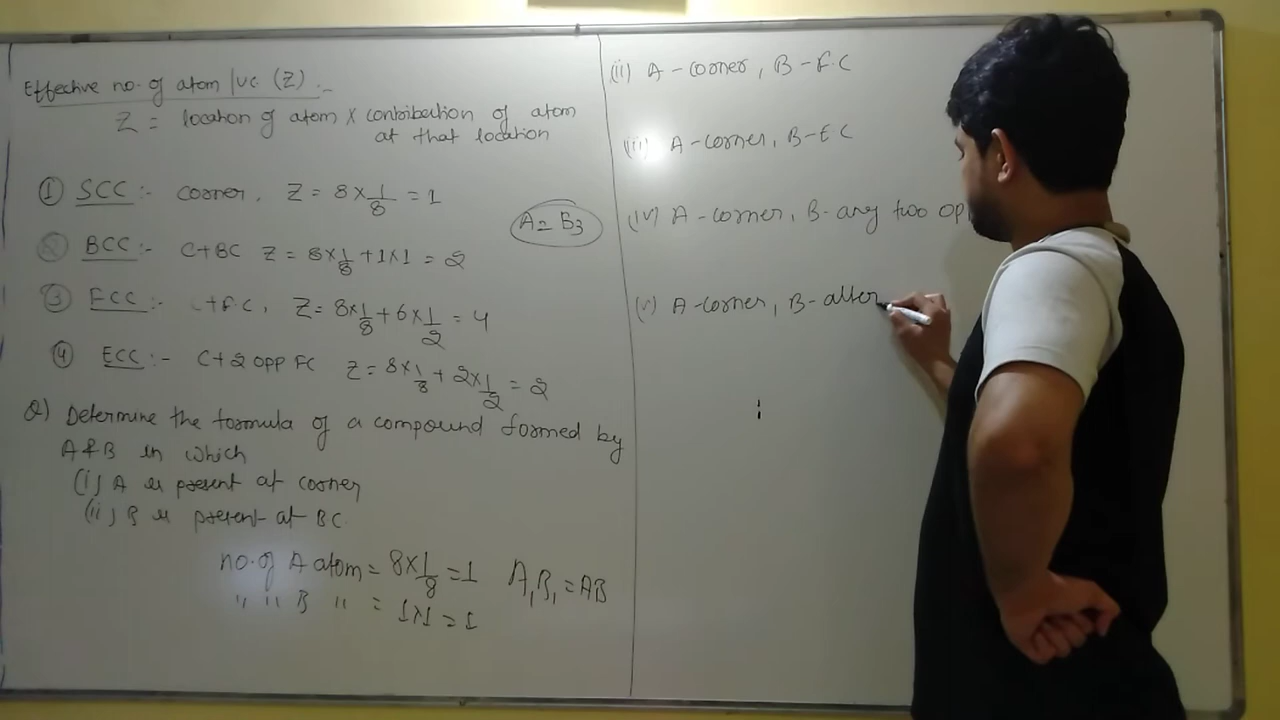 Effective no. of atom /uc (Z) :-
Z = location of atom × contribution of atom
at that location
① SCC :- corner, Z = 8 × 1/8 = 1
② BCC :- C+BC Z = 8×1/8 + 1×1 = 2
③ FCC :- C+FC, Z = 8×1/8 + 6×1/2 = 4
④ ECC :- C+2 opp FC Z = 8×1/8 + 2×1/2 = 2
Q) Determine the formula of a compound formed by
A & B in which
(i) A is present at corner
(ii) B is present at BC.
no. of A atom = 8×1/8 = 1 A₁B₁ = AB
" " B " = 1×1 = 1
A = B3
(ii) A - corner, B - F.C
(iii) A - corner, B - EC
(iv) A - corner, B - any two op
(v) A - corner, B - alter